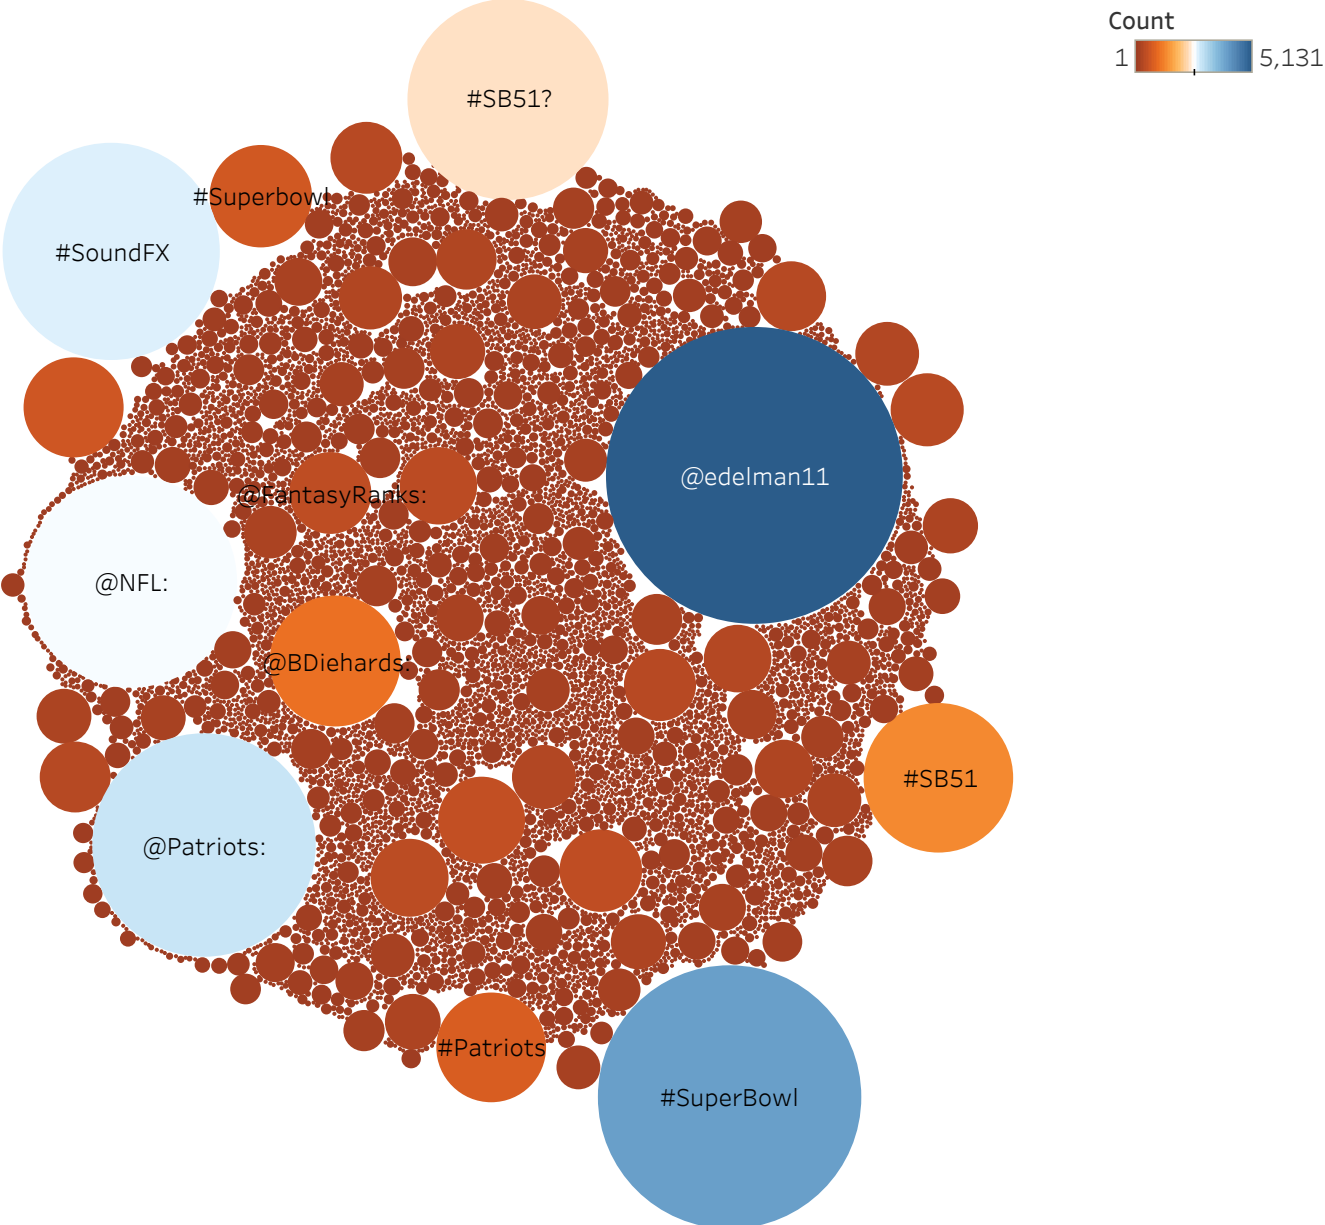 Count
1 5,131
#SB51?
#Superbowl
#SoundFX
@edelman11
@FantasyRanks:
@NFL:
@BDiehards:
#SB51
@Patriots:
#Patriots
#SuperBowl